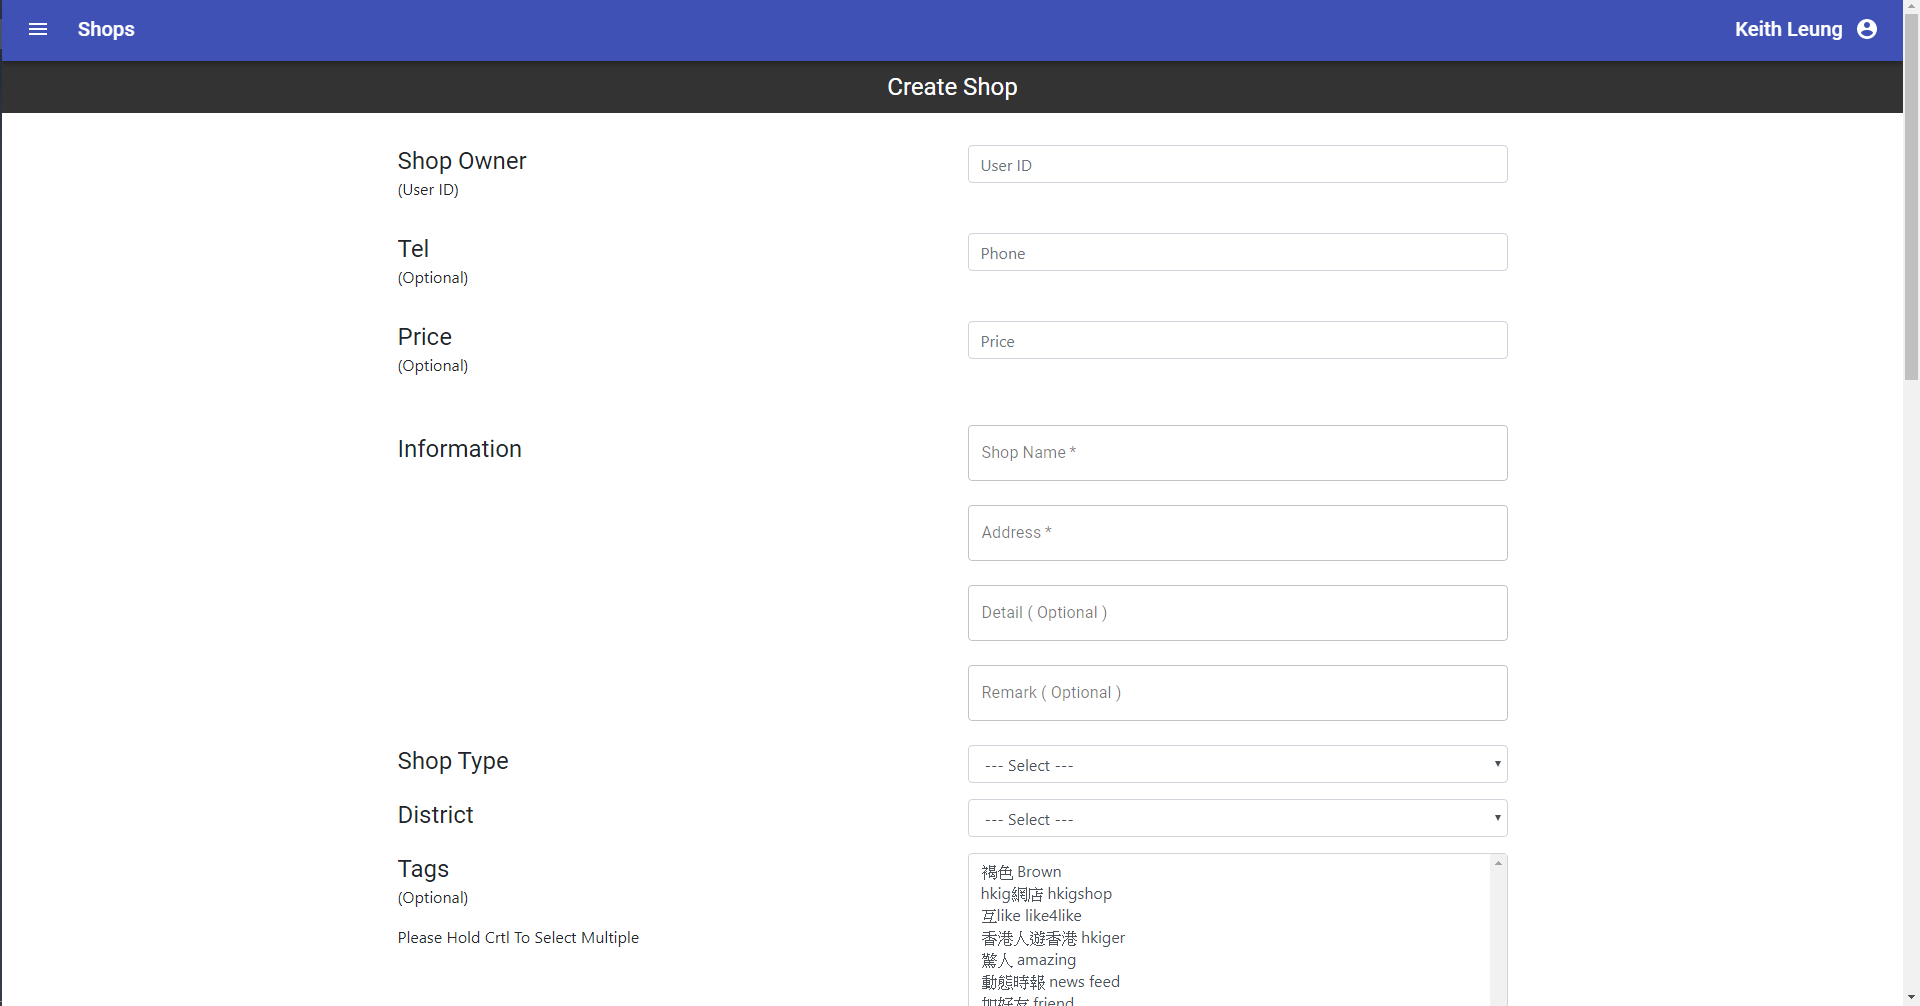 Shops
Keith Leung
Create Shop
Shop Owner
(User ID)
User ID
Tel
(Optional)
Phone
Price
(Optional)
Price
Information
Shop Name *
Address *
Detail ( Optional )
Remark ( Optional )
Shop Type
--- Select ---
District
--- Select ---
Tags
(Optional)
Please Hold Crtl To Select Multiple
褐色 Brown
hkig網店 hkigshop
互like like4like
香港人遊香港 hkiger
驚人 amazing
動態時報 news feed
加好友 friend